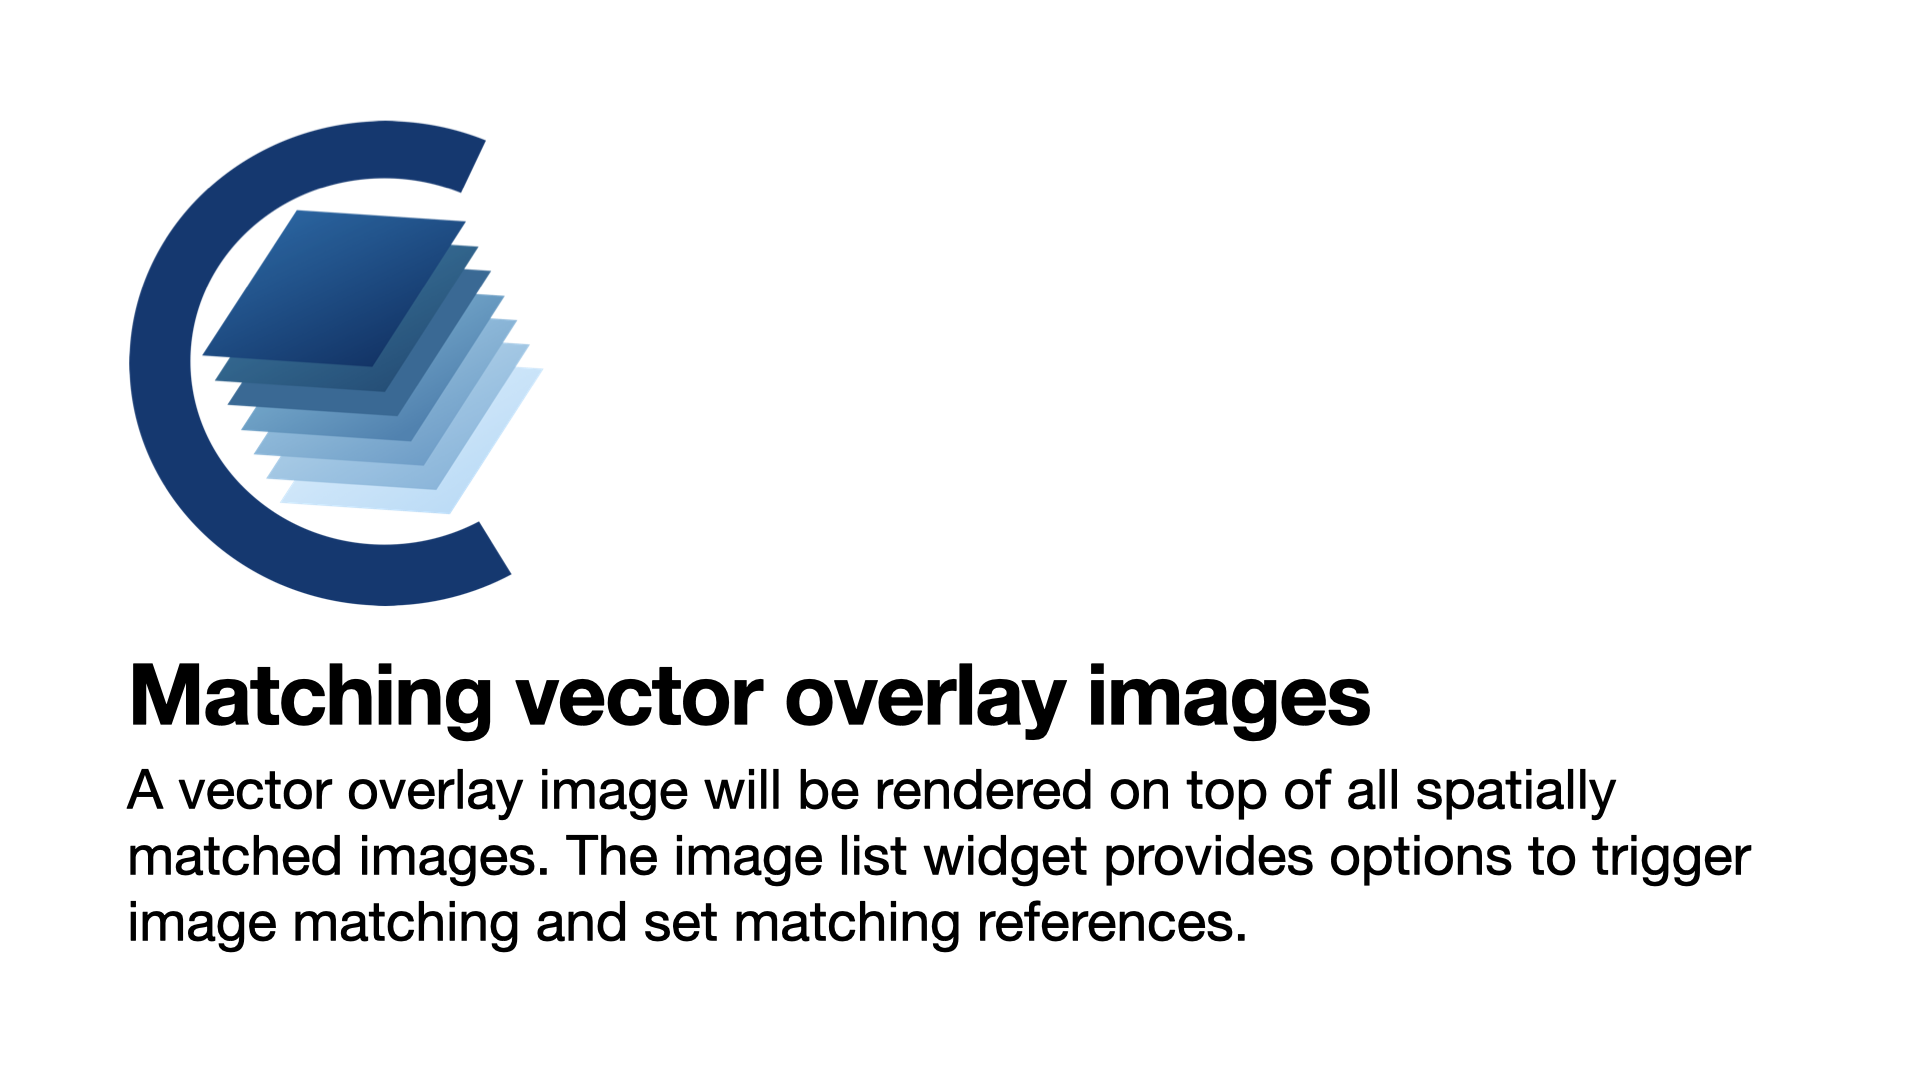 Matching vector overlay images
A vector overlay image will be rendered on top of all spatially
matched images. The image list widget provides options to trigger
image matching and set matching references.